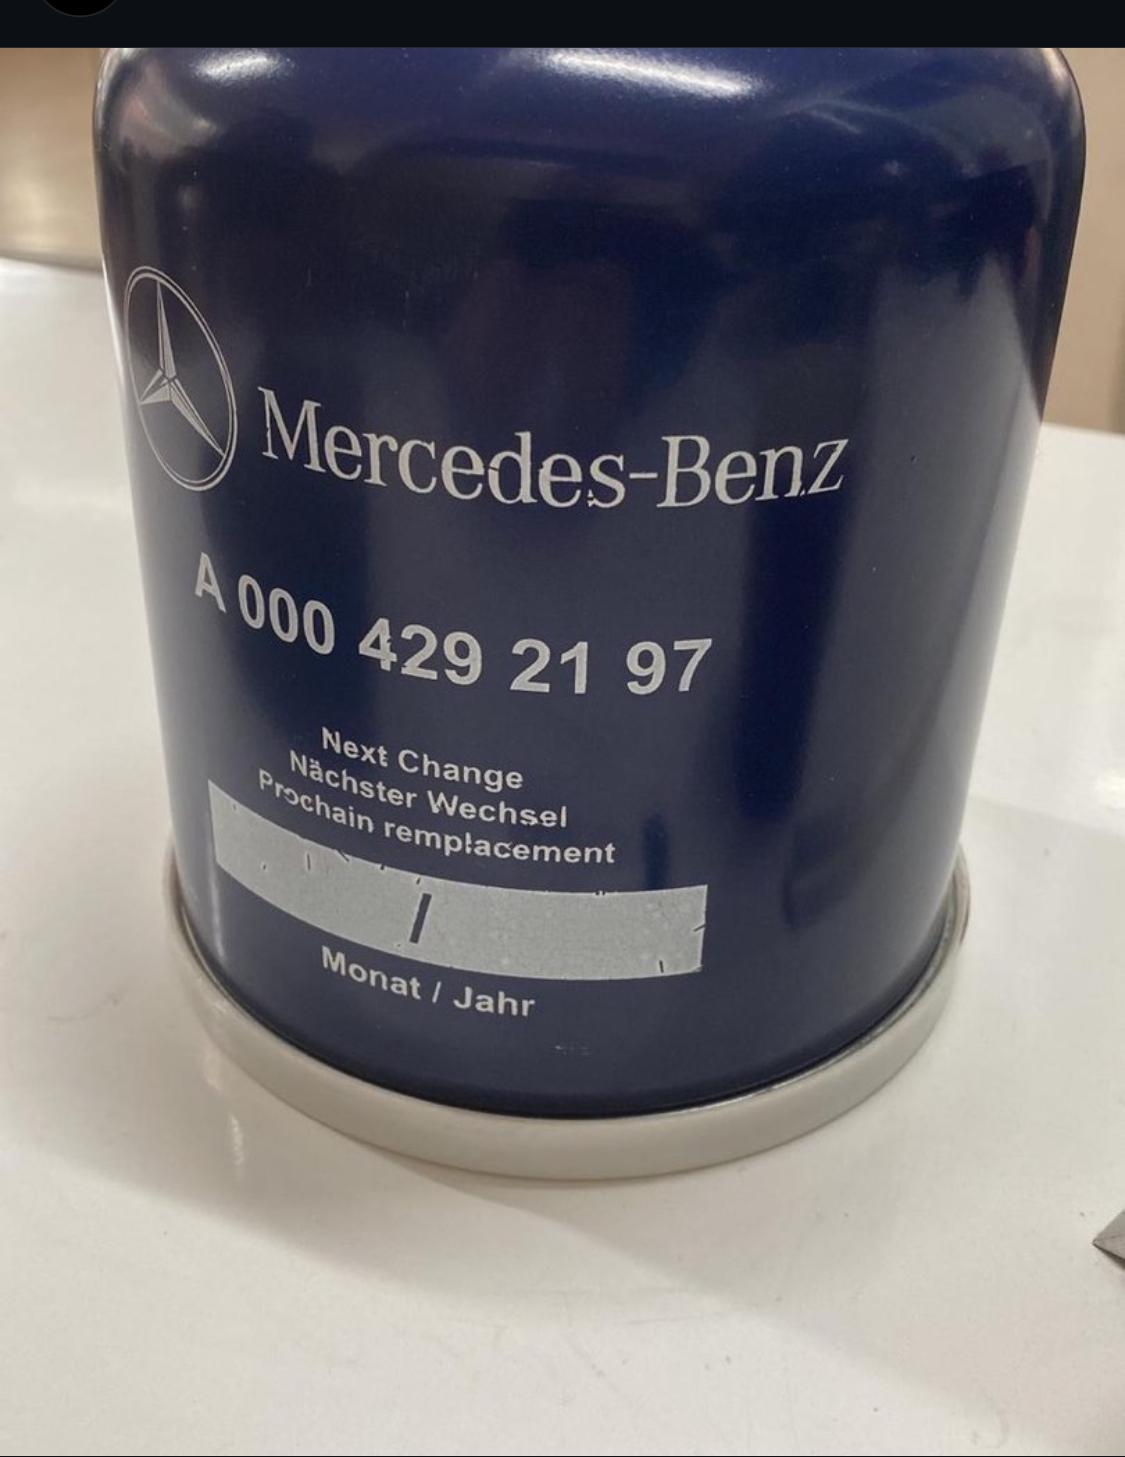 Mercedes-Benz
A 000 429 21 97
Next Change
Nächster Wechsel
Prochain remplacement
/
Monat / Jahr